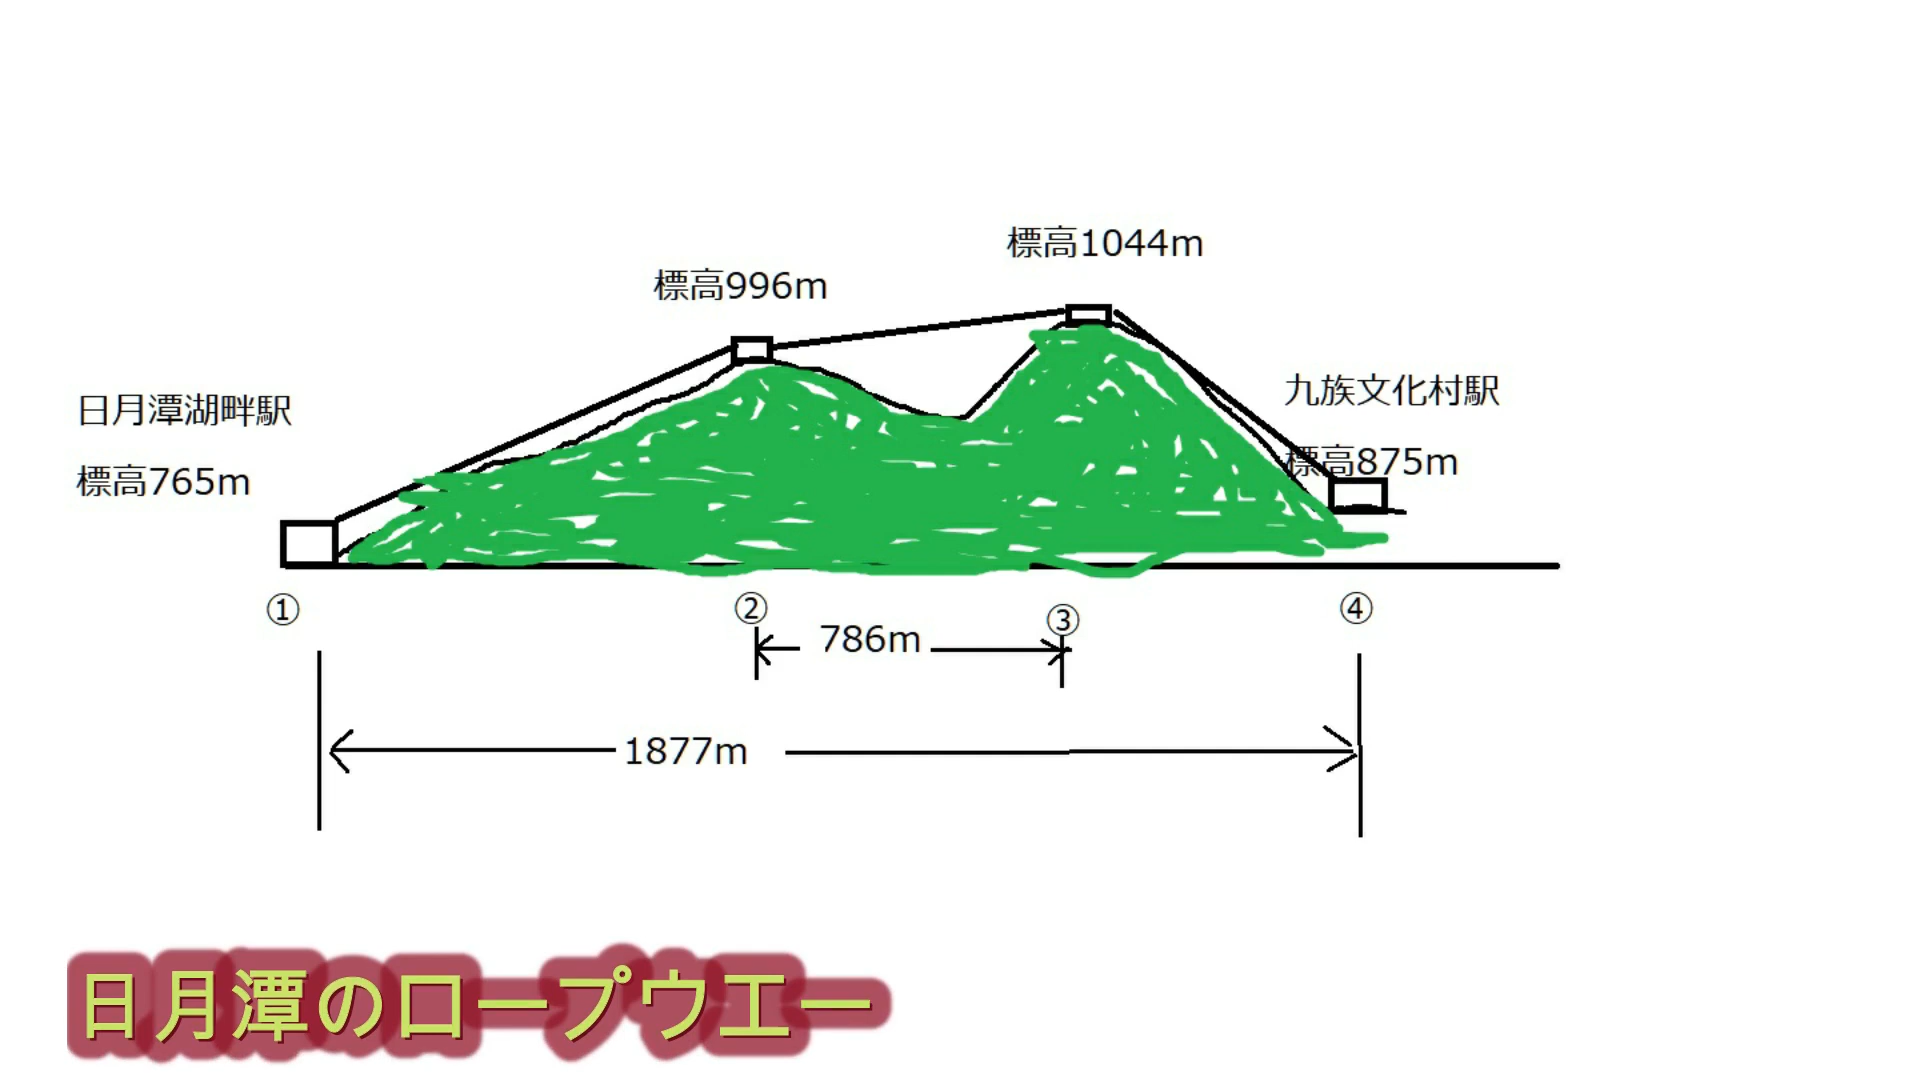 標高1044m
標高996m
九族文化村駅
日月潭湖畔駅
標高875m
標高765m
① ② ③ ④
786m
1877m
日月潭のロープウエー